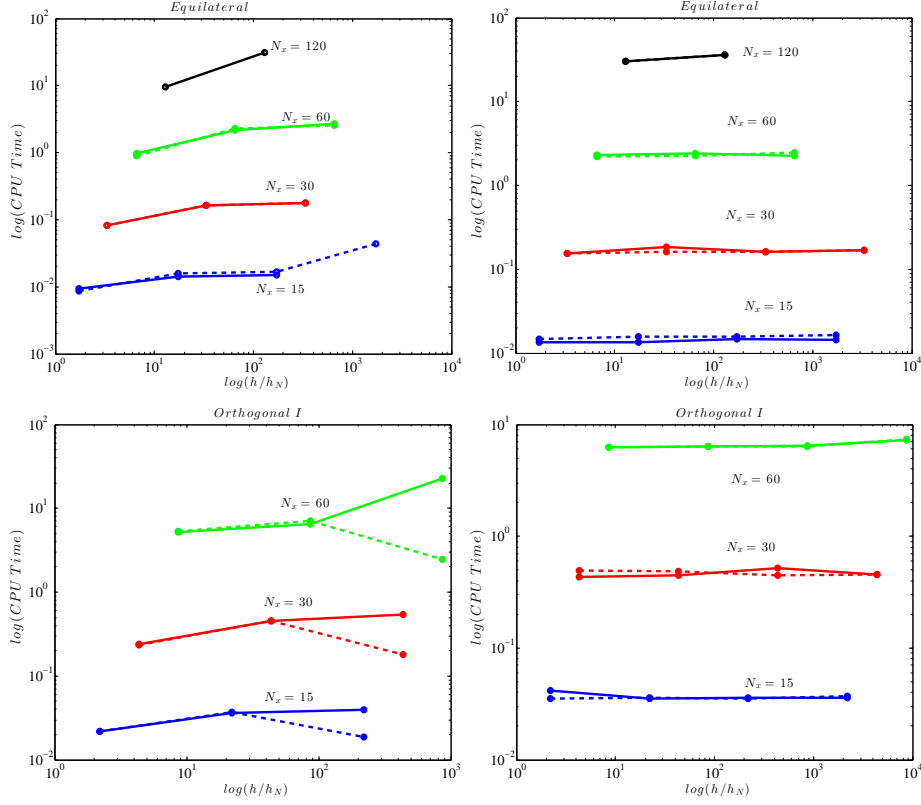 Equilateral
log(CPU Time)
10^2
10^1
10^0
10^-1
10^-2
10^-3
N_x = 120
N_x = 60
N_x = 30
N_x = 15
10^0 10^1 10^2 10^3 10^4
log(h/h_N)
Equilateral
log(CPU Time)
10^2
10^1
10^0
10^-1
10^-2
N_x = 120
N_x = 60
N_x = 30
N_x = 15
10^0 10^1 10^2 10^3 10^4
log(h/h_N)
Orthogonal I
log(CPU Time)
10^2
10^1
10^0
10^-1
10^-2
N_x = 60
N_x = 30
N_x = 15
10^0 10^1 10^2 10^3
log(h/h_N)
Orthogonal I
log(CPU Time)
10^1
10^0
10^-1
10^-2
N_x = 60
N_x = 30
N_x = 15
10^0 10^1 10^2 10^3 10^4
log(h/h_N)